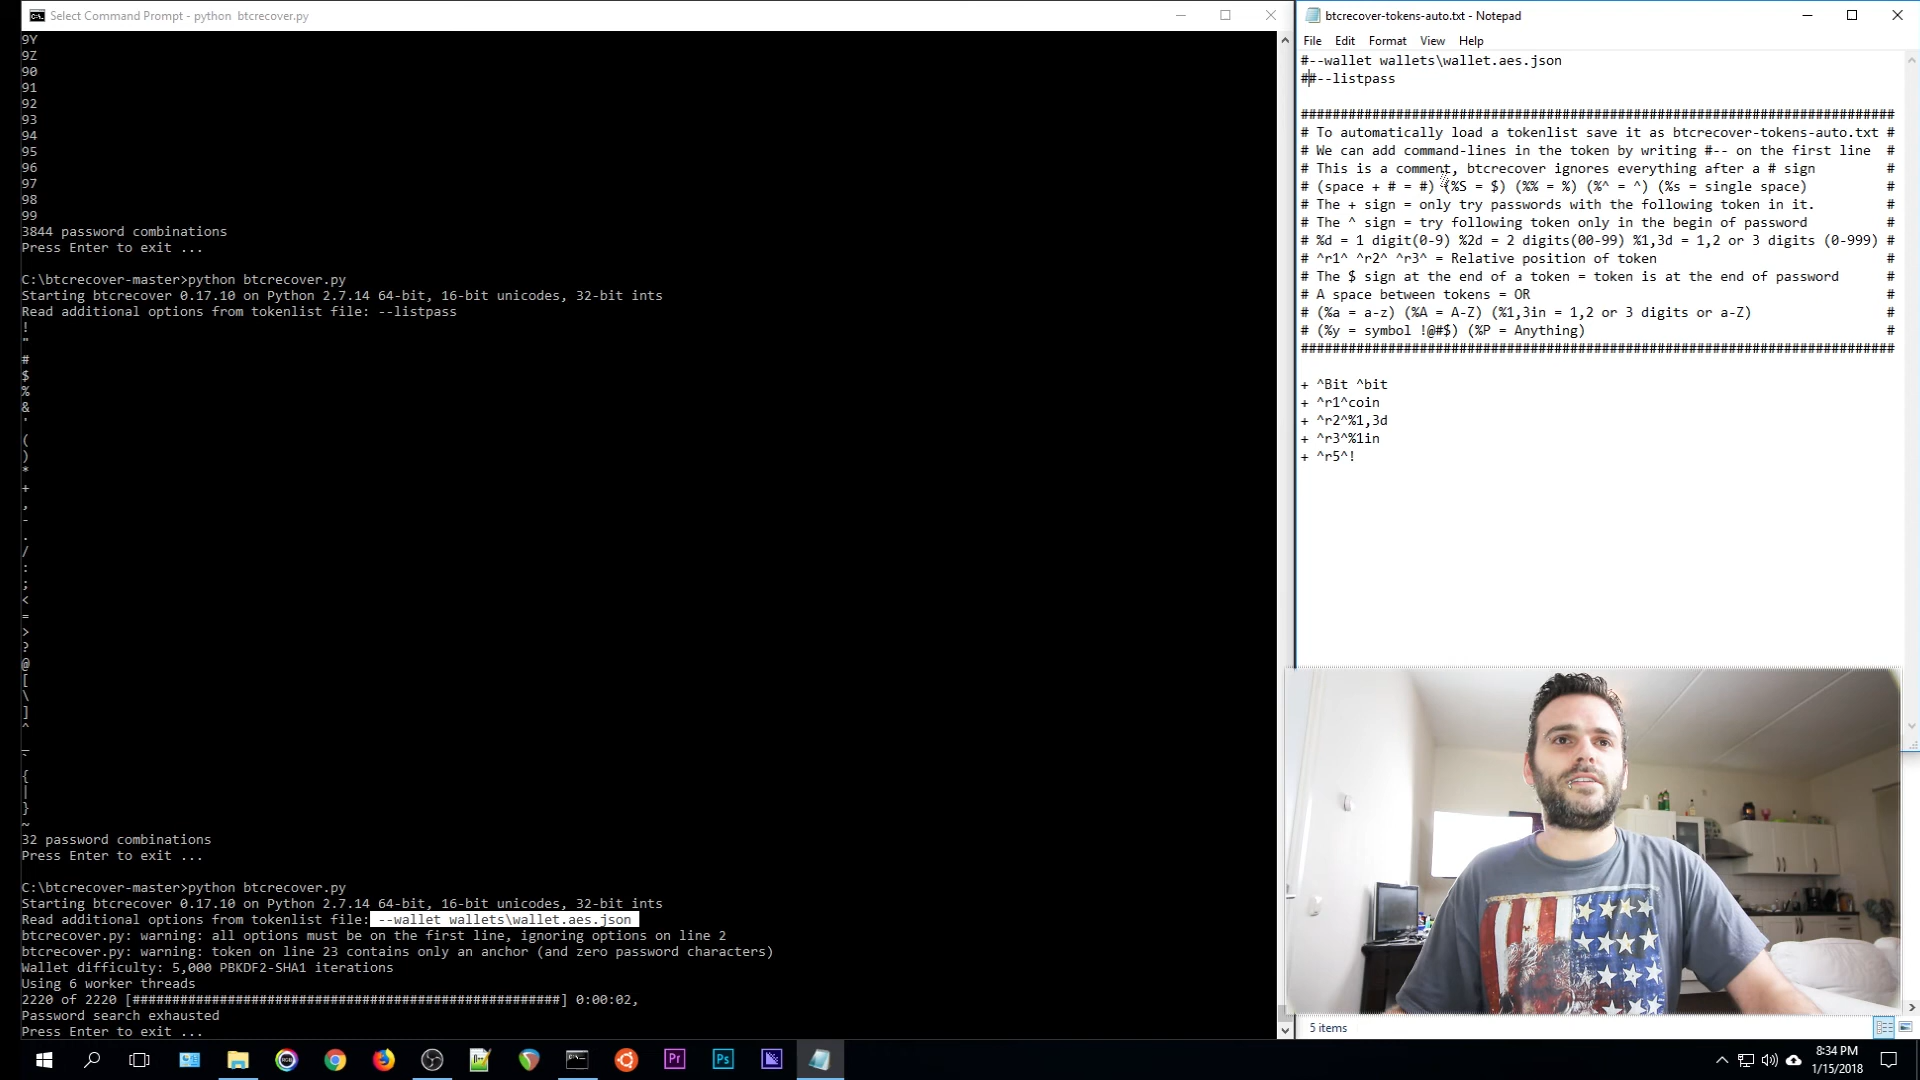 Select Command Prompt - python  btcrecover.py
9Y
9Z
90
91
92
93
94
95
96
97
98
99
3844 password combinations
Press Enter to exit ...
C:\btcrecover-master>python btcrecover.py
Starting btcrecover 0.17.10 on Python 2.7.14 64-bit, 16-bit unicodes, 32-bit ints
Read additional options from tokenlist file: --listpass
!
"
#
$
%
&
'
(
)
*
+
,
-
.
/
:
;
<
=
>
?
@
[
\
]
^
_
`
{
|
}
~
32 password combinations
Press Enter to exit ...
C:\btcrecover-master>python btcrecover.py
Starting btcrecover 0.17.10 on Python 2.7.14 64-bit, 16-bit unicodes, 32-bit ints
Read additional options from tokenlist file: --wallet wallets\wallet.aes.json
btcrecover.py: warning: all options must be on the first line, ignoring options on line 2
btcrecover.py: warning: token on line 23 contains only an anchor (and zero password characters)
Wallet difficulty: 5,000 PBKDF2-SHA1 iterations
Using 6 worker threads
2220 of 2220 [######################################################] 0:00:02,
Password search exhausted
Press Enter to exit ...
btcrecover-tokens-auto.txt - Notepad
File Edit Format View Help
#--wallet wallets\wallet.aes.json
##--listpass
###########################################################################
# To automatically load a tokenlist save it as btcrecover-tokens-auto.txt #
# We can add command-lines in the token by writing #-- on the first line  #
# This is a comment, btcrecover ignores everything after a # sign         #
# (space + # = #) (%S = $) (%% = %) (%^ = ^) (%s = single space)          #
# The + sign = only try passwords with the following token in it.         #
# The ^ sign = try following token only in the begin of password          #
# %d = 1 digit(0-9) %2d = 2 digits(00-99) %1,3d = 1,2 or 3 digits (0-999) #
# ^r1^ ^r2^ ^r3^ = Relative position of token                             #
# The $ sign at the end of a token = token is at the end of password      #
# A space between tokens = OR                                             #
# (%a = a-z) (%A = A-Z) (%1,3in = 1,2 or 3 digits or a-Z)                 #
# (%y = symbol !@#$) (%P = Anything)                                      #
###########################################################################
+ ^Bit ^bit
+ ^r1^coin
+ ^r2^%1,3d
+ ^r3^%1in
+ ^r5^!
5 items
Pr
Ps
8:34 PM
1/15/2018